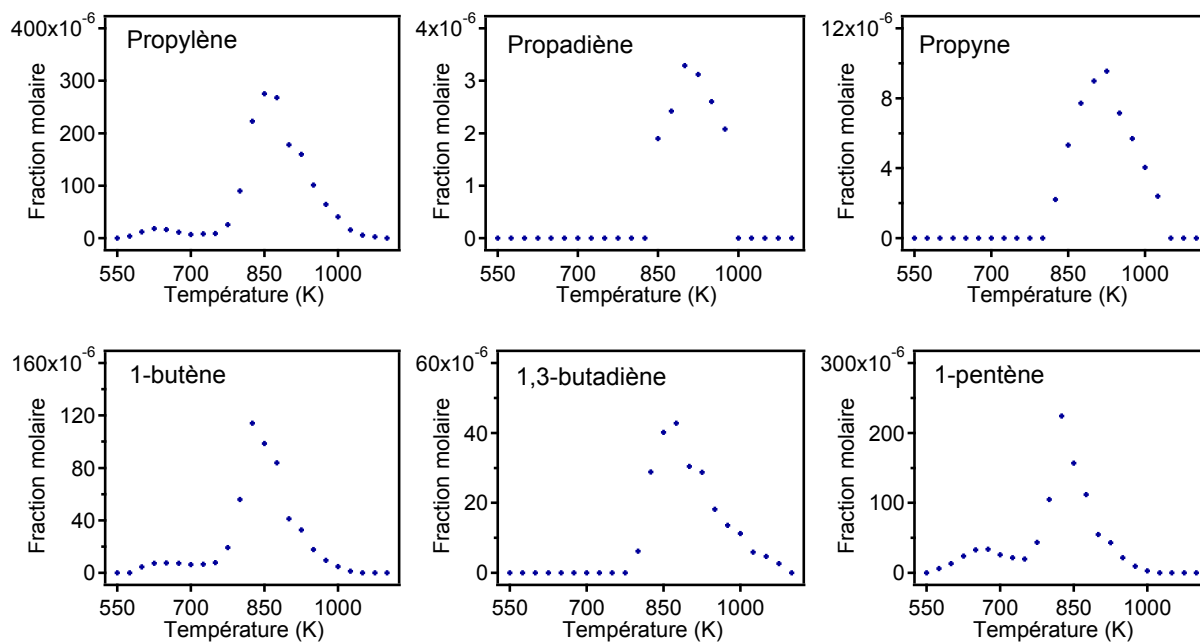 400x10⁻⁶
300
200
100
0
Fraction molaire
Propylène
550 700 850 1000
Température (K)
4x10⁻⁶
3
2
1
0
Fraction molaire
Propadiène
550 700 850 1000
Température (K)
12x10⁻⁶
8
4
0
Fraction molaire
Propyne
550 700 850 1000
Température (K)
160x10⁻⁶
120
80
40
0
Fraction molaire
1-butène
550 700 850 1000
Température (K)
60x10⁻⁶
40
20
0
Fraction molaire
1,3-butadiène
550 700 850 1000
Température (K)
300x10⁻⁶
200
100
0
Fraction molaire
1-pentène
550 700 850 1000
Température (K)